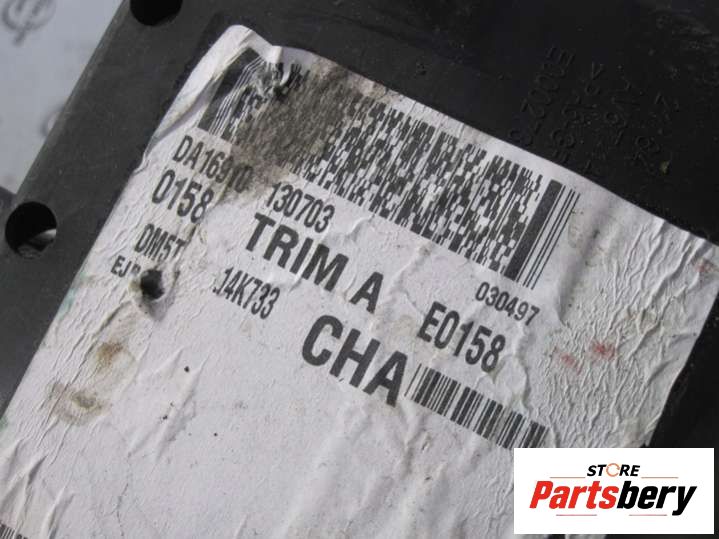 DA16910 130703 030497
0158 TRIM A E0158
DM5T 14K733
CHA
STORE
Partsbery